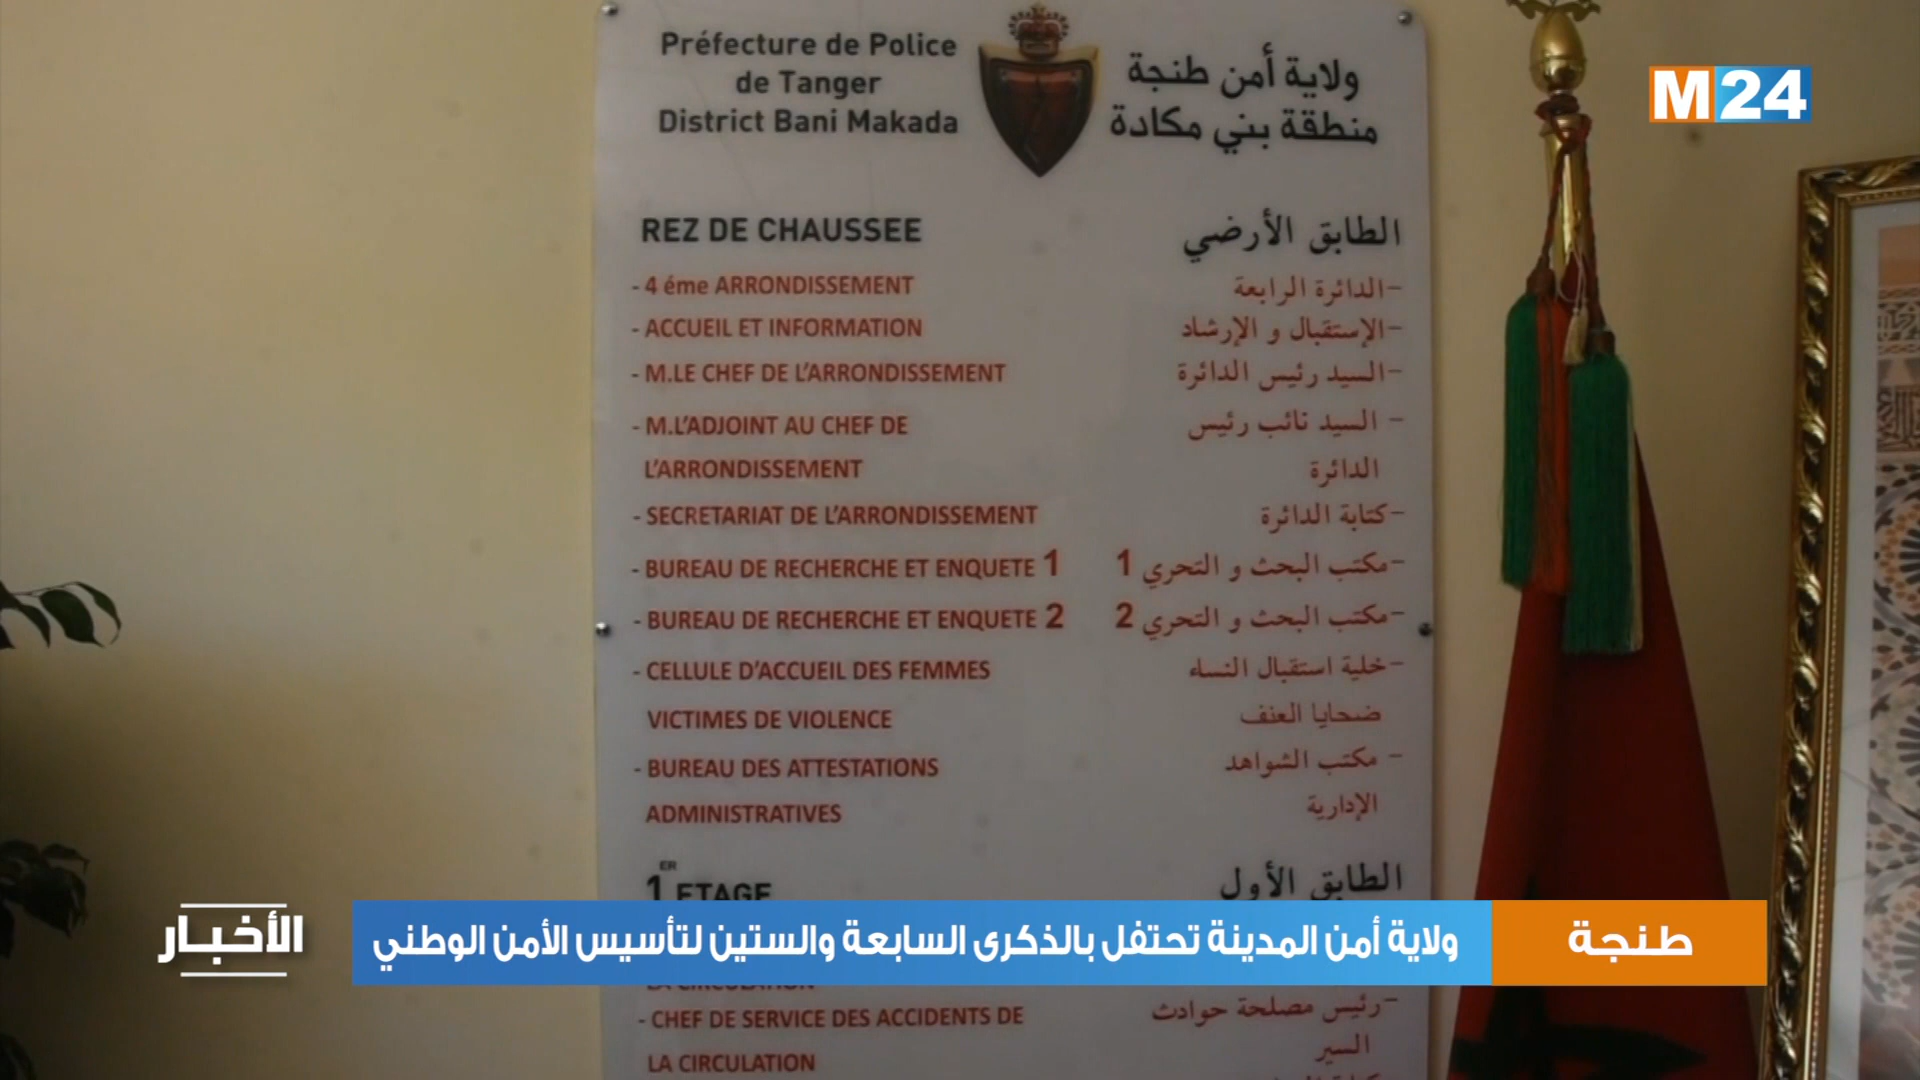 Préfecture de Police
de Tanger
District Bani Makada
ولاية أمن طنجة
منطقة بني مكادة
M24
REZ DE CHAUSSEE
الطابق الأرضي
- 4 éme ARRONDISSEMENT
-الدائرة الرابعة
- ACCUEIL ET INFORMATION
-الإستقبال و الإرشاد
- M.LE CHEF DE L'ARRONDISSEMENT
-السيد رئيس الدائرة
- M.L'ADJOINT AU CHEF DE
- السيد نائب رئيس
L'ARRONDISSEMENT
الدائرة
- SECRETARIAT DE L'ARRONDISSEMENT
-كتابة الدائرة
- BUREAU DE RECHERCHE ET ENQUETE 1
-مكتب البحث و التحري 1
- BUREAU DE RECHERCHE ET ENQUETE 2
-مكتب البحث و التحري 2
- CELLULE D'ACCUEIL DES FEMMES
-خلية استقبال النساء
VICTIMES DE VIOLENCE
ضحايا العنف
- BUREAU DES ATTESTATIONS
- مكتب الشواهد
ADMINISTRATIVES
الإدارية
1ER ETAGE
الطابق الأول
طنجة
ولاية أمن المدينة تحتفل بالذكرى السابعة والستين لتأسيس الأمن الوطني
الأخبار
LA CIRCULATION
- CHEF DE SERVICE DES ACCIDENTS DE
-رئيس مصلحة حوادث
LA CIRCULATION
السير